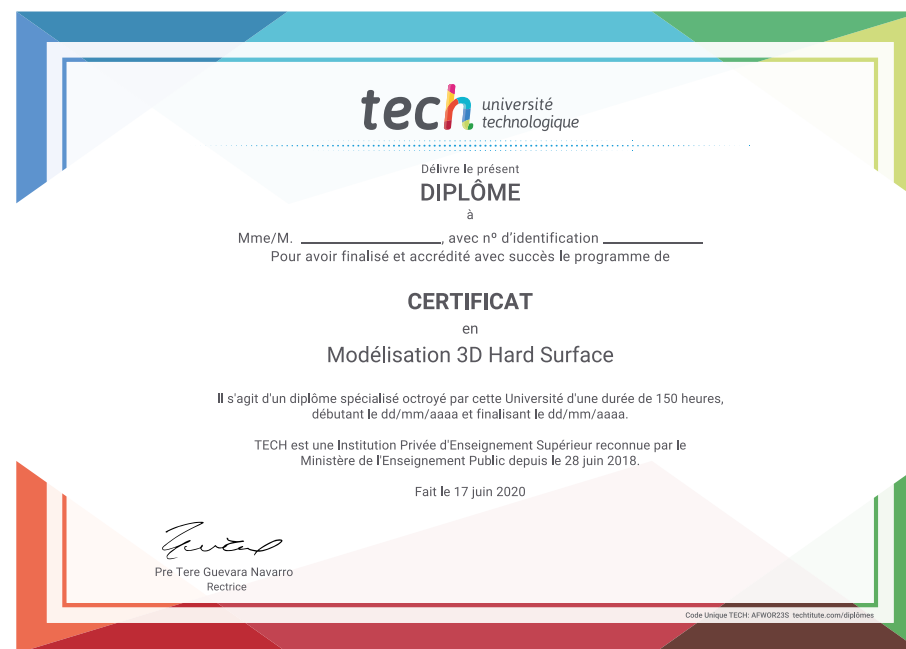 tech université
technologique
Délivre le présent
DIPLÔME
à
Mme/M. ____________________, avec nº d'identification ______________
Pour avoir finalisé et accrédité avec succès le programme de
CERTIFICAT
en
Modélisation 3D Hard Surface
Il s'agit d'un diplôme spécialisé octroyé par cette Université d'une durée de 150 heures,
débutant le dd/mm/aaaa et finalisant le dd/mm/aaaa.
TECH est une Institution Privée d'Enseignement Supérieur reconnue par le
Ministère de l'Enseignement Public depuis le 28 juin 2018.
Fait le 17 juin 2020
Pre Tere Guevara Navarro
Rectrice
Code Unique TECH: AFWOR23S techtitute.com/diplômes